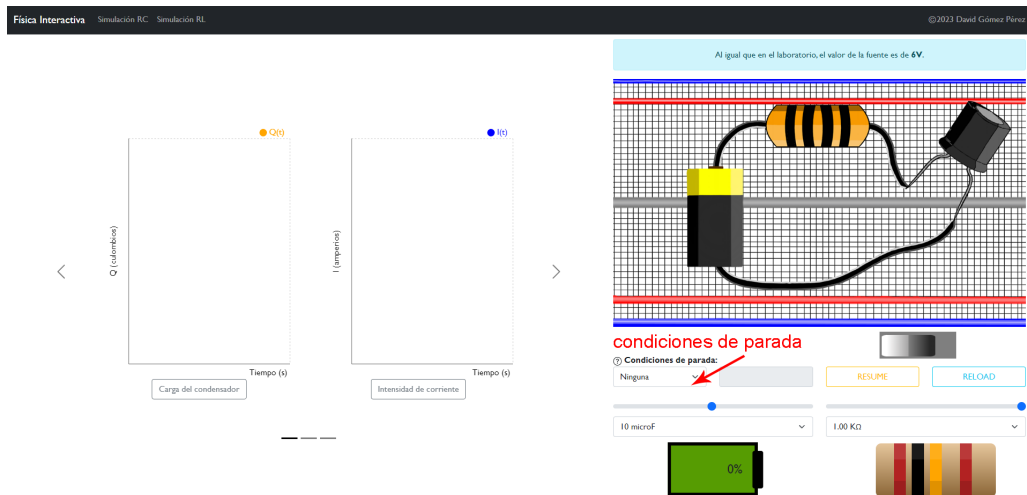 Física Interactiva Simulación RC Simulación RL ©2023 David Gómez Pérez
Al igual que en el laboratorio, el valor de la fuente es de 6V.
Q(t)
I(t)
Q (culombios)
I (amperios)
Tiempo (s)
Tiempo (s)
Carga del condensador
Intensidad de corriente
condiciones de parada
? Condiciones de parada:
Ninguna
RESUME
RELOAD
10 microF
1.00 KΩ
0%